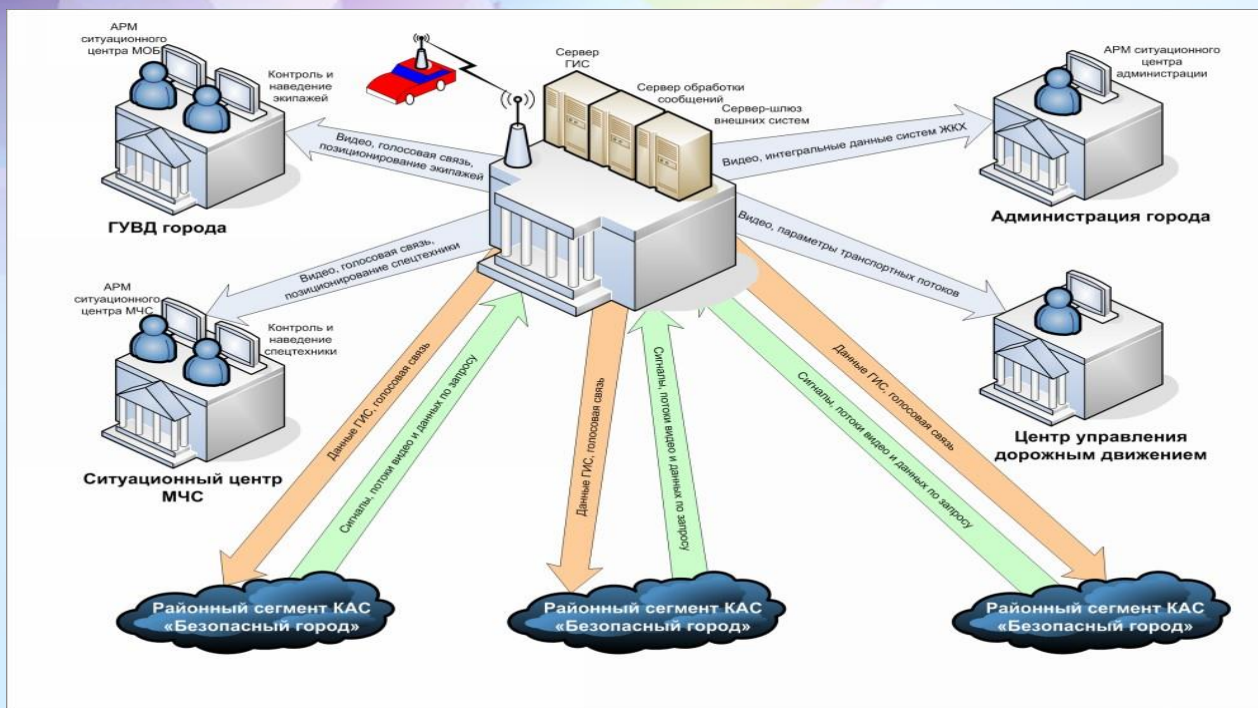 АРМ
ситуационного
центра МОБ
Контроль и
наведение
экипажей
Видео, голосовая связь,
позиционирование экипажей
ГУВД города
Сервер
ГИС
Сервер обработки
сообщений
Сервер-шлюз
внешних систем
АРМ ситуационного
центра
администрации
Видео, интегральные данные систем ЖКХ
Администрация города
Видео, голосовая связь,
позиционирование спецтехники
АРМ
ситуационного
центра МЧС
Контроль и
наведение
спецтехники
Ситуационный центр
МЧС
Видео, параметры транспортных потоков
Центр управления
дорожным движением
Данные ГИС, голосовая связь
Сигналы, потоки видео и данных по запросу
Данные ГИС, голосовая связь
Сигналы, потоки видео и данных по запросу
Данные ГИС, голосовая связь
Сигналы, потоки видео и данных по запросу
Районный сегмент КАС
«Безопасный город»
Районный сегмент КАС
«Безопасный город»
Районный сегмент КАС
«Безопасный город»